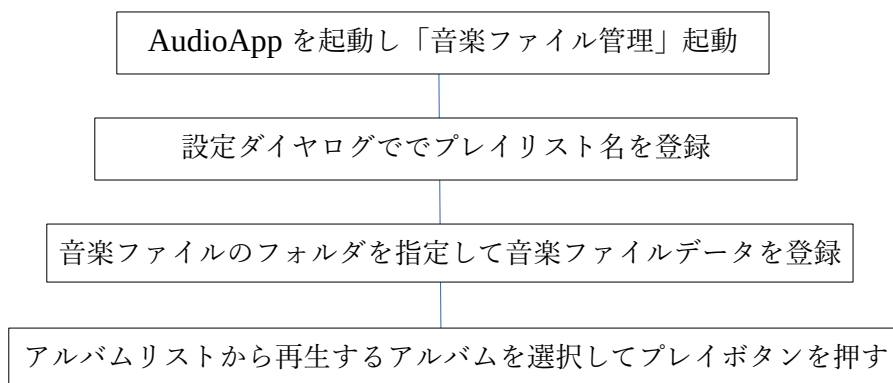 AudioApp を起動し「音楽ファイル管理」起動
設定ダイヤログででプレイリスト名を登録
音楽ファイルのフォルダを指定して音楽ファイルデータを登録
アルバムリストから再生するアルバムを選択してプレイボタンを押す